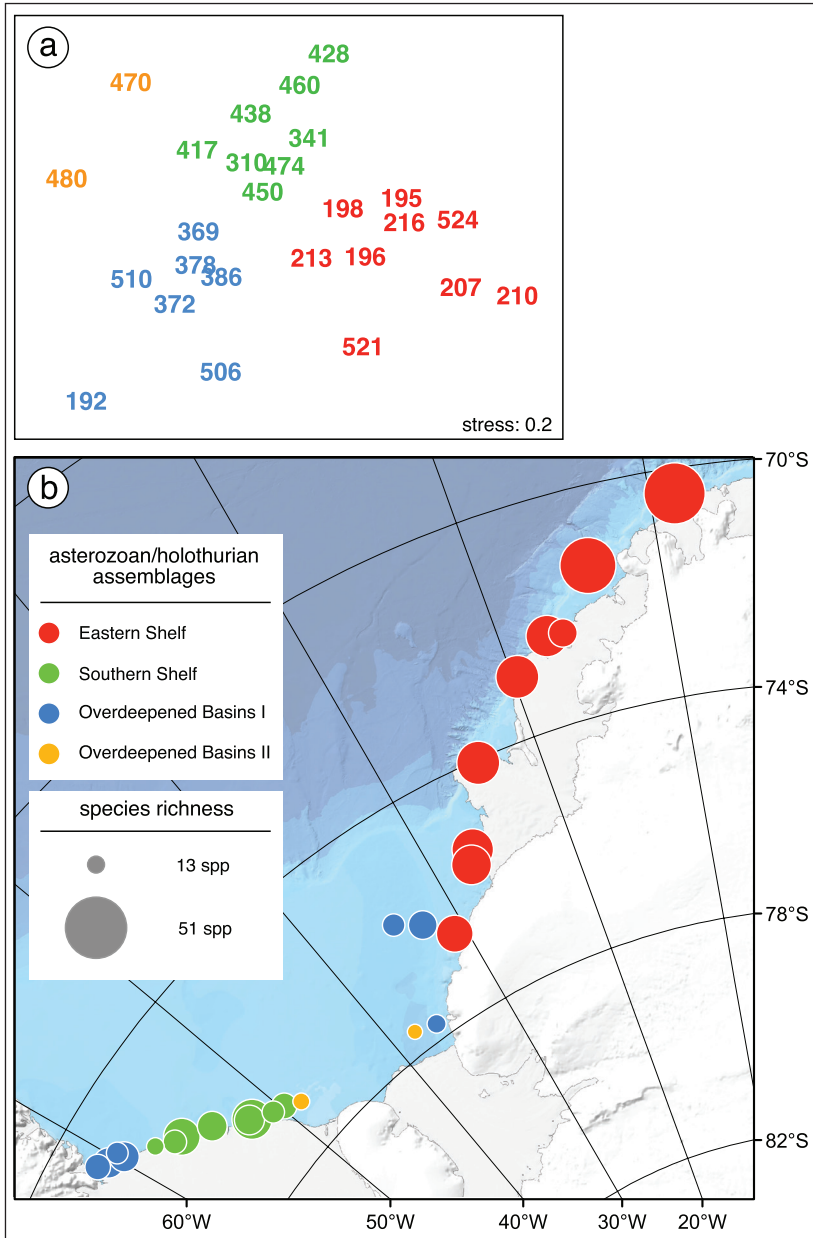 a
428
470
460
438
341
417
310
474
480
450
195
198
216
524
369
213
196
378
510
386
207
210
372
521
506
192
stress: 0.2
b
70°S
asterozoan/holothurian
assemblages
Eastern Shelf
Southern Shelf
74°S
Overdeepened Basins I
Overdeepened Basins II
species richness
13 spp
51 spp
78°S
82°S
60°W 50°W 40°W 30°W 20°W